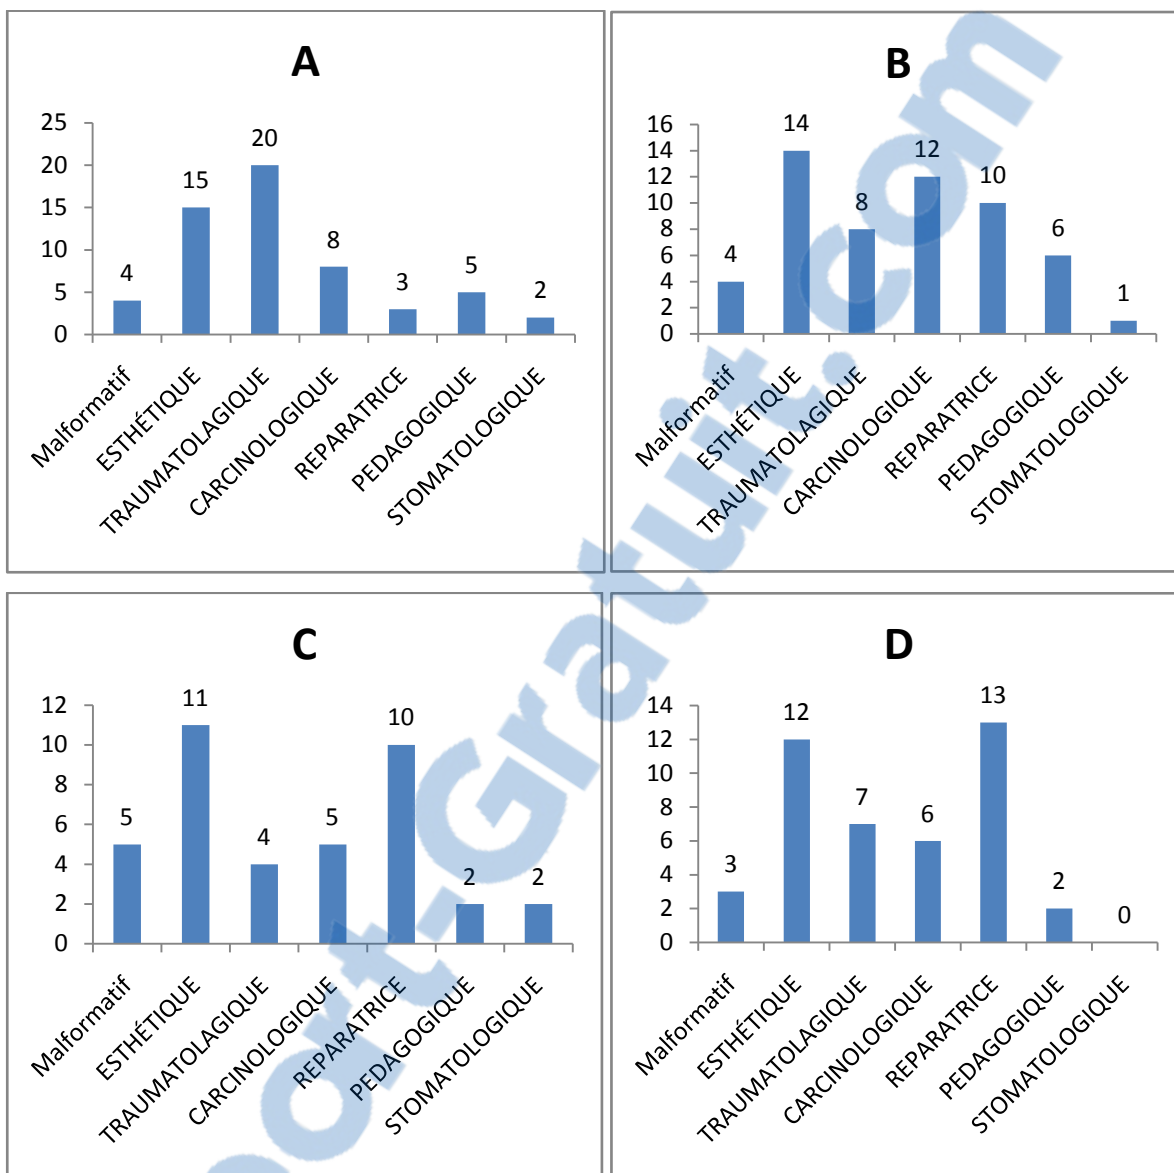 A
25
20
15
10
5
0
4
15
20
8
3
5
2
Malformatif
ESTHÉTIQUE
TRAUMATOLAGIQUE
CARCINOLOGIQUE
REPARATRICE
PEDAGOGIQUE
STOMATOLOGIQUE
B
16
14
12
10
8
6
4
2
0
4
14
8
12
10
6
1
Malformatif
ESTHÉTIQUE
TRAUMATOLAGIQUE
CARCINOLOGIQUE
REPARATRICE
PEDAGOGIQUE
STOMATOLOGIQUE
C
12
10
8
6
4
2
0
5
11
4
5
10
2
2
Malformatif
ESTHÉTIQUE
TRAUMATOLAGIQUE
CARCINOLOGIQUE
REPARATRICE
PEDAGOGIQUE
STOMATOLOGIQUE
D
14
12
10
8
6
4
2
0
3
12
7
6
13
2
0
Malformatif
ESTHÉTIQUE
TRAUMATOLAGIQUE
CARCINOLOGIQUE
REPARATRICE
PEDAGOGIQUE
STOMATOLOGIQUE
ort-Gratuit.com